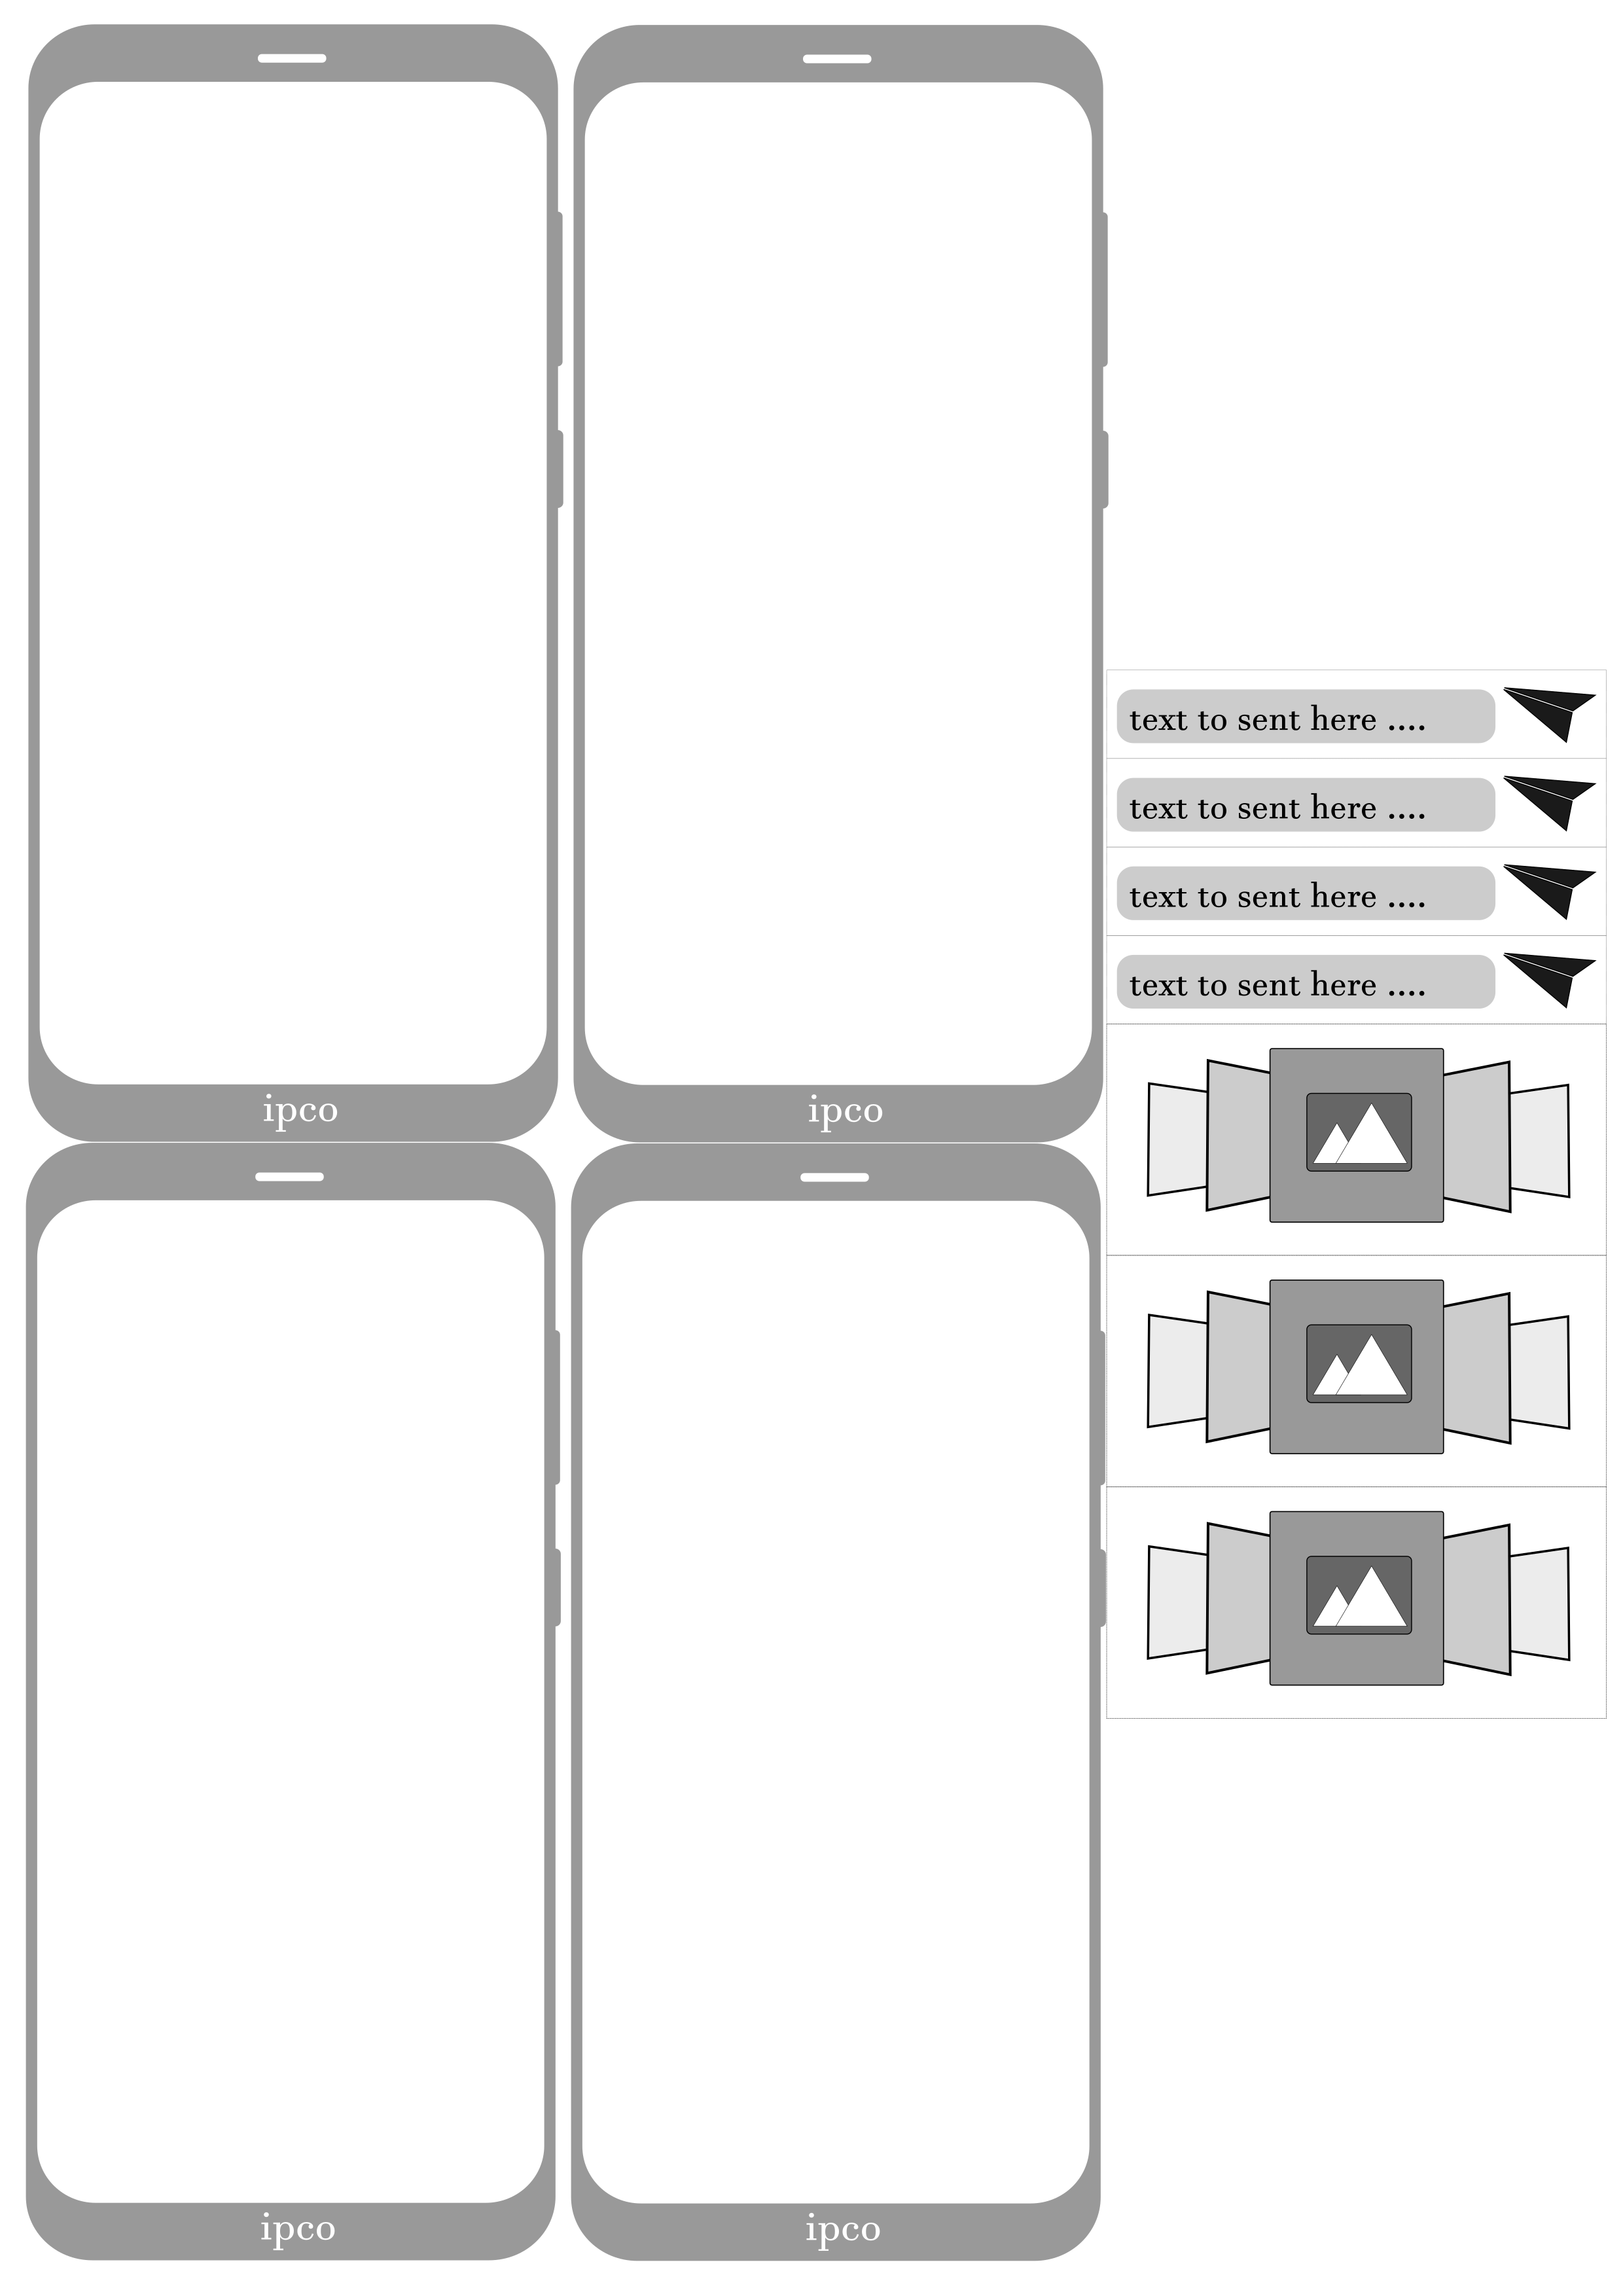 text to sent here ....
text to sent here ....
text to sent here ....
text to sent here ....
ipco
ipco
ipco
ipco